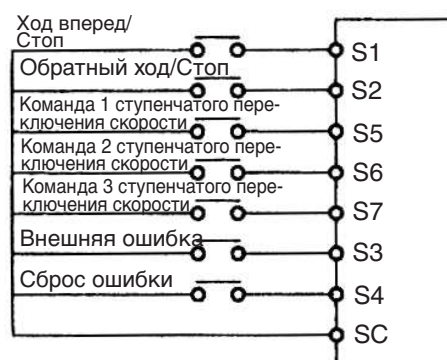 Ход вперед/
Стоп
S1
Обратный ход/Стоп
S2
Команда 1 ступенчатого пере-
ключения скорости
S5
Команда 2 ступенчатого пере-
ключения скорости
S6
Команда 3 ступенчатого пере-
ключения скорости
S7
Внешняя ошибка
S3
Сброс ошибки
S4
SC